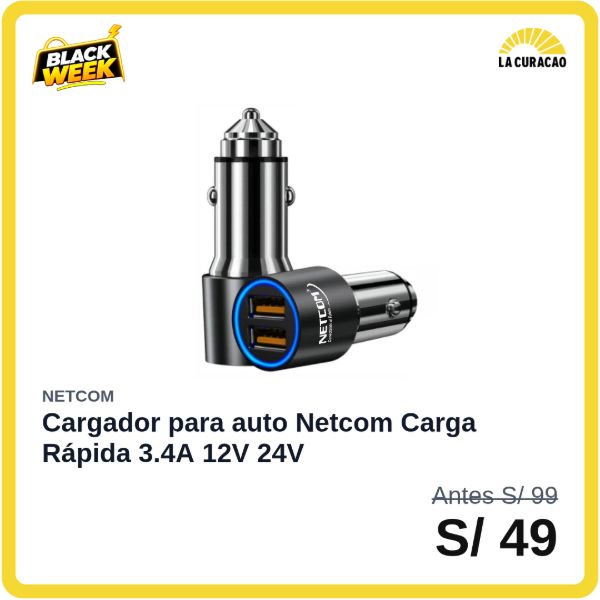 BLACK
WEEK
LA CURACAO
NETCOM
NETCOM
Cargador para auto Netcom Carga
Rápida 3.4A 12V 24V
Antes S/ 99
S/ 49